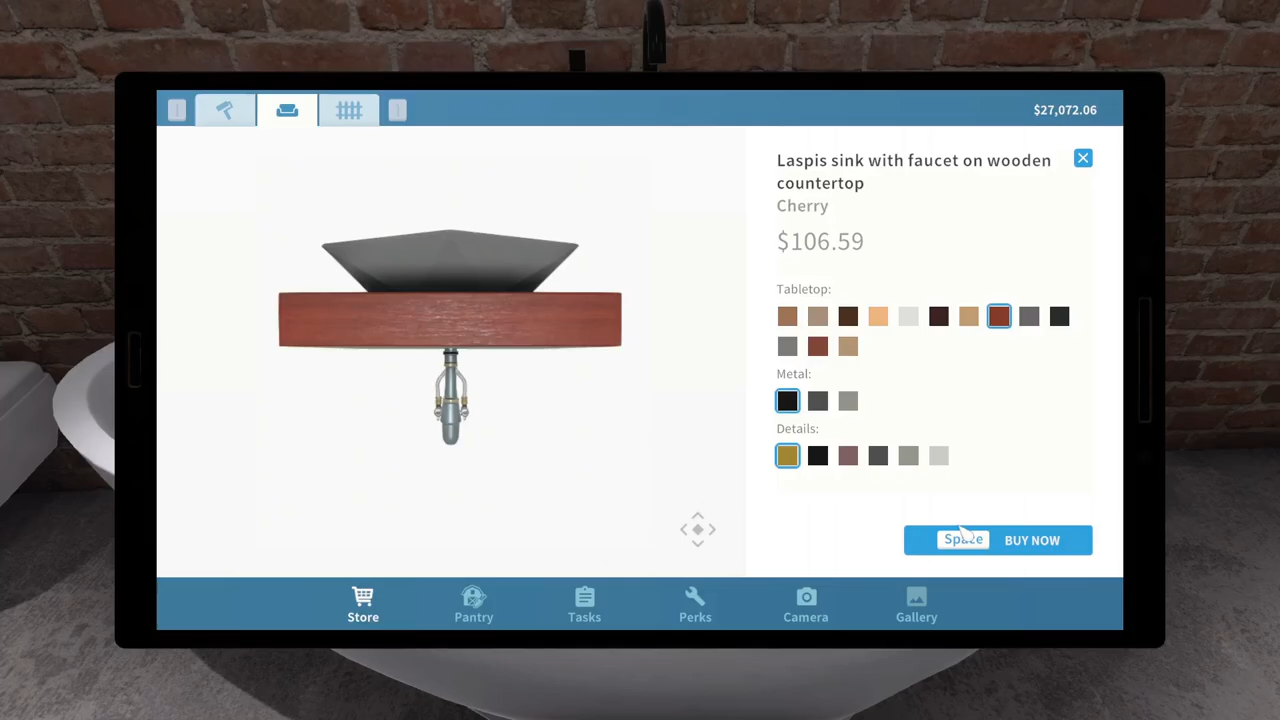 $27,072.06
Laspis sink with faucet on wooden
countertop
Cherry
$106.59
Tabletop:
Metal:
Details:
Space BUY NOW
Store
Pantry
Tasks
Perks
Camera
Gallery